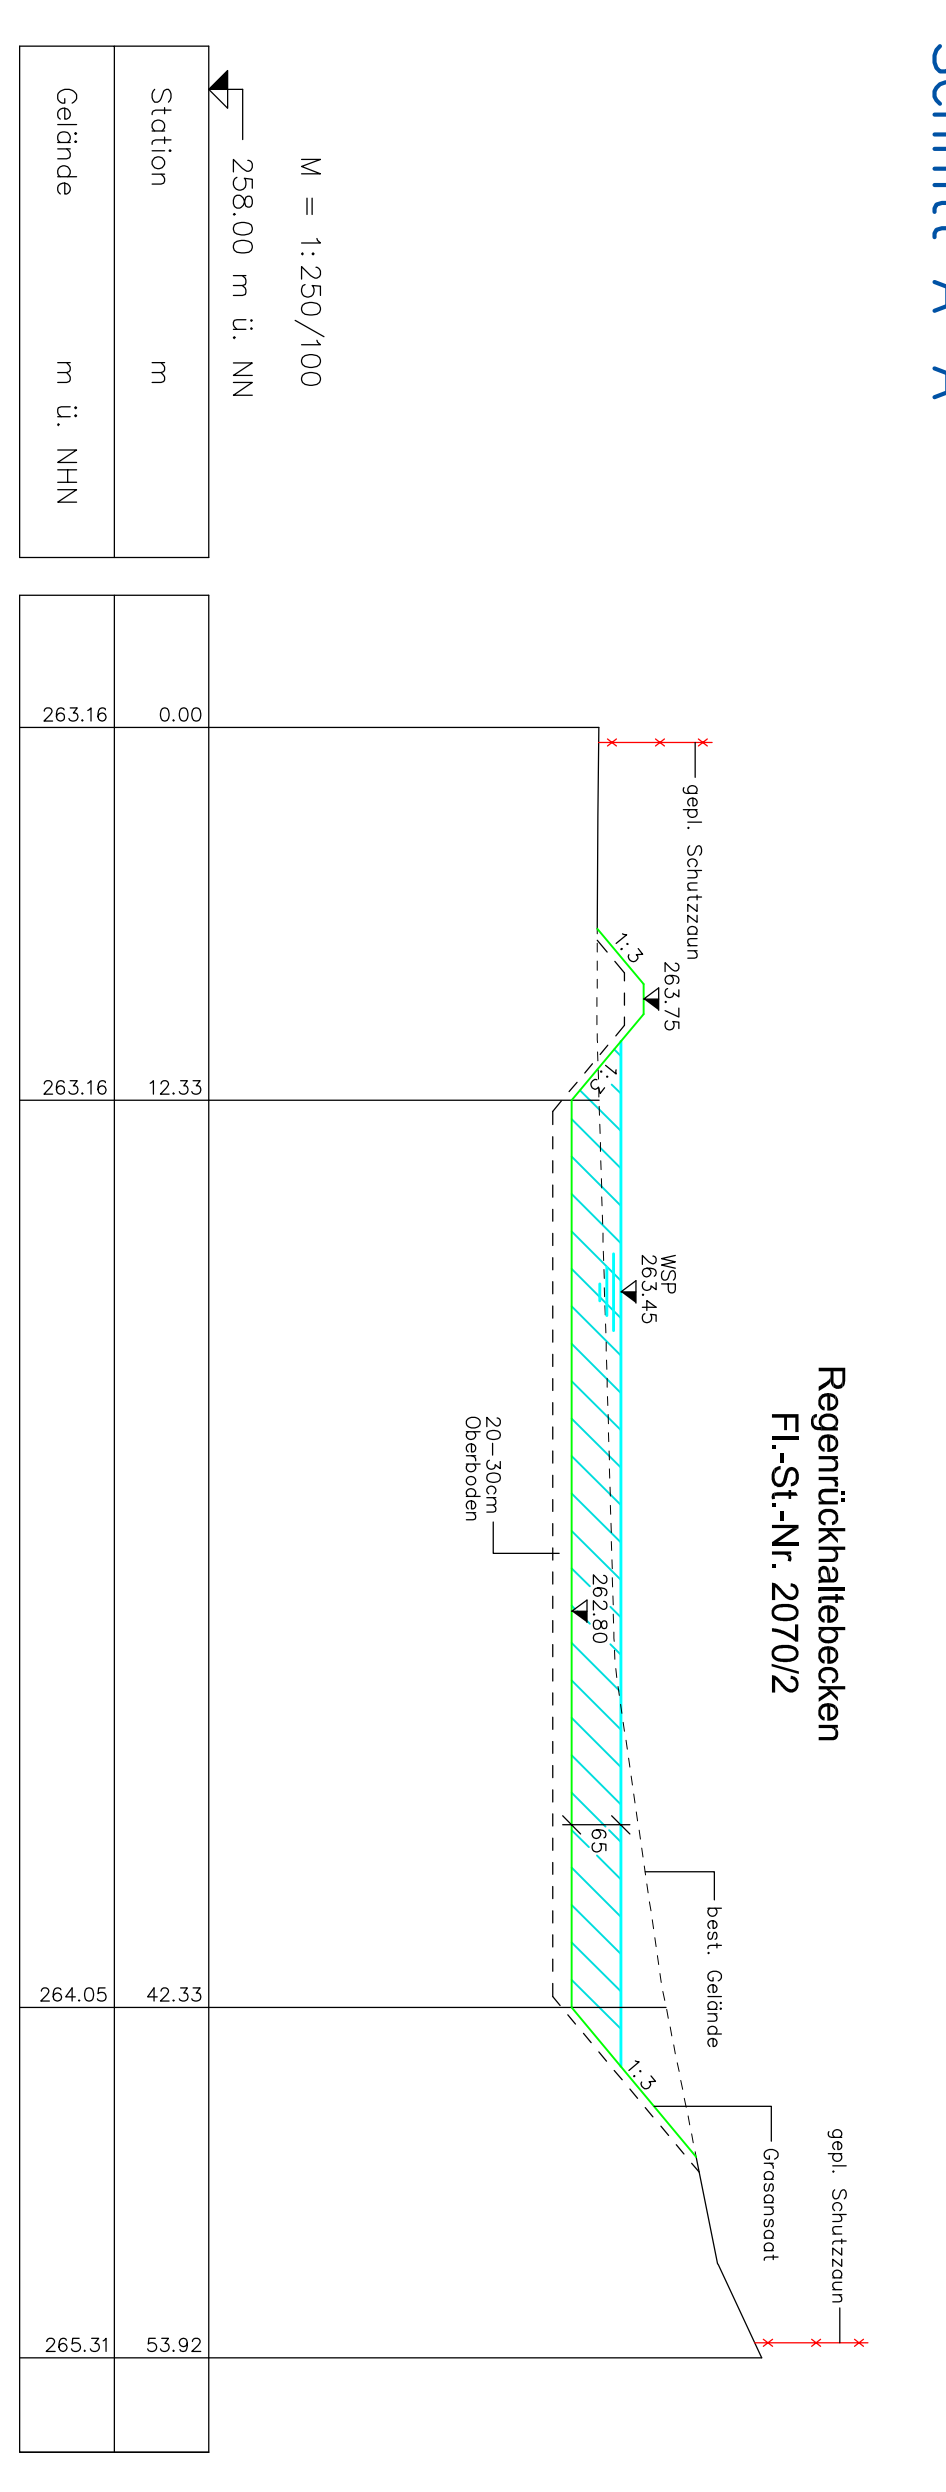 Schnitt A-A
Regenrückhaltebecken
Fl.-St.-Nr. 2070/2
gepl. Schutzzaun
263.75
1:3
1:3
WSP
263.45
262.80
65
20-30cm
Oberboden
best. Gelände
1:3
Grasansaat
gepl. Schutzzaun
M = 1:250/100
258.00 m ü. NN
Station m
0.00 12.33 42.33 53.92
Gelände m ü. NHN
263.16 263.16 264.05 265.31